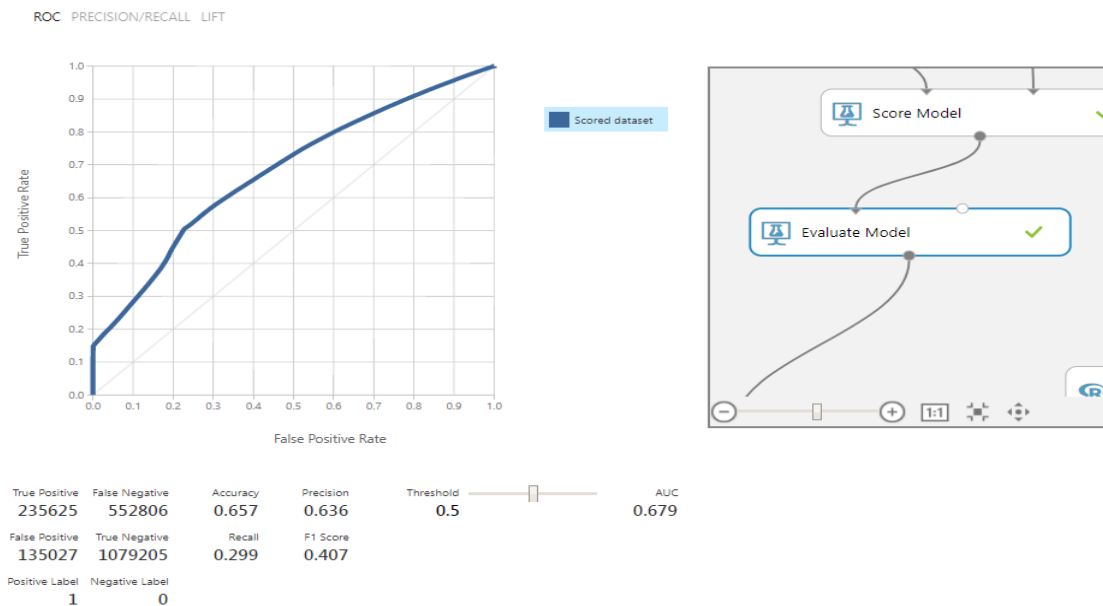 ROC PRECISION/RECALL LIFT
1.0
0.9
0.8
0.7
0.6
0.5
0.4
0.3
0.2
0.1
0.0
True Positive Rate
0.0 0.1 0.2 0.3 0.4 0.5 0.6 0.7 0.8 0.9 1.0
False Positive Rate
Scored dataset
Score Model
Evaluate Model
R
1:1
True Positive False Negative Accuracy Precision Threshold AUC
235625 552806 0.657 0.636 0.5 0.679
False Positive True Negative Recall F1 Score
135027 1079205 0.299 0.407
Positive Label Negative Label
1 0